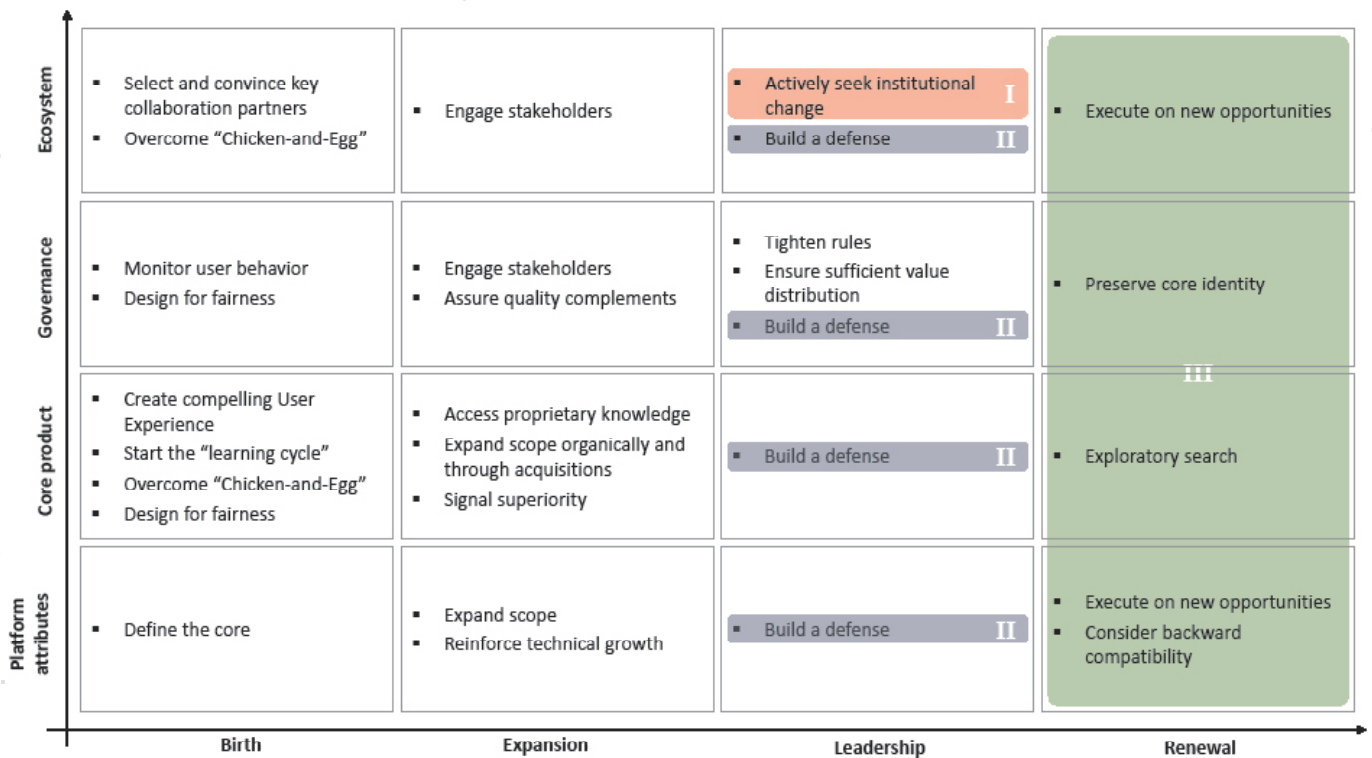 Ecosystem
Select and convince key
collaboration partners
Overcome “Chicken-and-Egg”
Engage stakeholders
Actively seek institutional
change
I
Build a defense
II
Execute on new opportunities
Governance
Monitor user behavior
Design for fairness
Engage stakeholders
Assure quality complements
Tighten rules
Ensure sufficient value
distribution
Build a defense
II
Preserve core identity
III
Core product
Create compelling User
Experience
Start the “learning cycle”
Overcome “Chicken-and-Egg”
Design for fairness
Access proprietary knowledge
Expand scope organically and
through acquisitions
Signal superiority
Build a defense
II
Exploratory search
Platform
attributes
Define the core
Expand scope
Reinforce technical growth
Build a defense
II
Execute on new opportunities
Consider backward
compatibility
Birth
Expansion
Leadership
Renewal